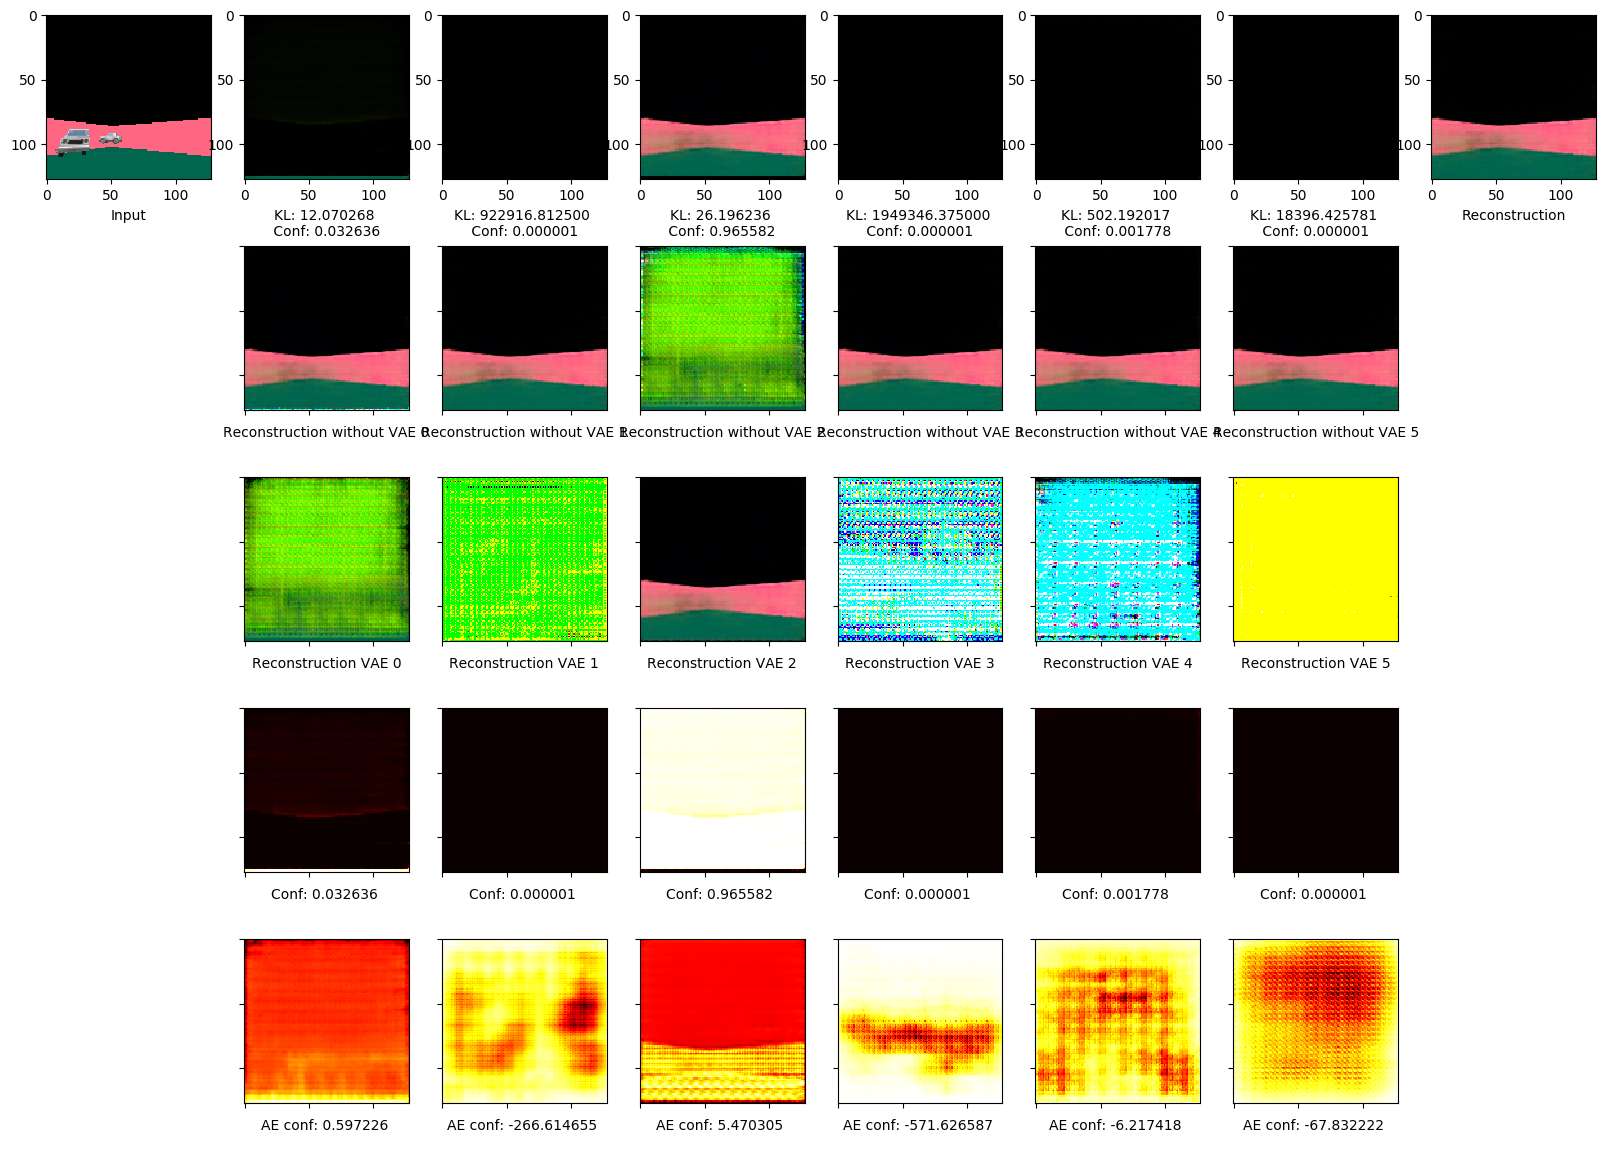 0 0 0 0 0 0 0 0
50 50 50 50 50 50 50 50
100 100 100 100 100 100 100 100
0 50 100 0 50 100 0 50 100 0 50 100 0 50 100 0 50 100 0 50 100 0 50 100
Input KL: 12.070268 KL: 922916.812500 KL: 26.196236 KL: 1949346.375000 KL: 502.192017 KL: 18396.425781 Reconstruction
Conf: 0.032636 Conf: 0.000001 Conf: 0.965582 Conf: 0.000001 Conf: 0.001778 Conf: 0.000001
Reconstruction without VAE 0 Reconstruction without VAE 1 Reconstruction without VAE 2 Reconstruction without VAE 3 Reconstruction without VAE 4 Reconstruction without VAE 5
Reconstruction VAE 0 Reconstruction VAE 1 Reconstruction VAE 2 Reconstruction VAE 3 Reconstruction VAE 4 Reconstruction VAE 5
Conf: 0.032636 Conf: 0.000001 Conf: 0.965582 Conf: 0.000001 Conf: 0.001778 Conf: 0.000001
AE conf: 0.597226 AE conf: -266.614655 AE conf: 5.470305 AE conf: -571.626587 AE conf: -6.217418 AE conf: -67.832222